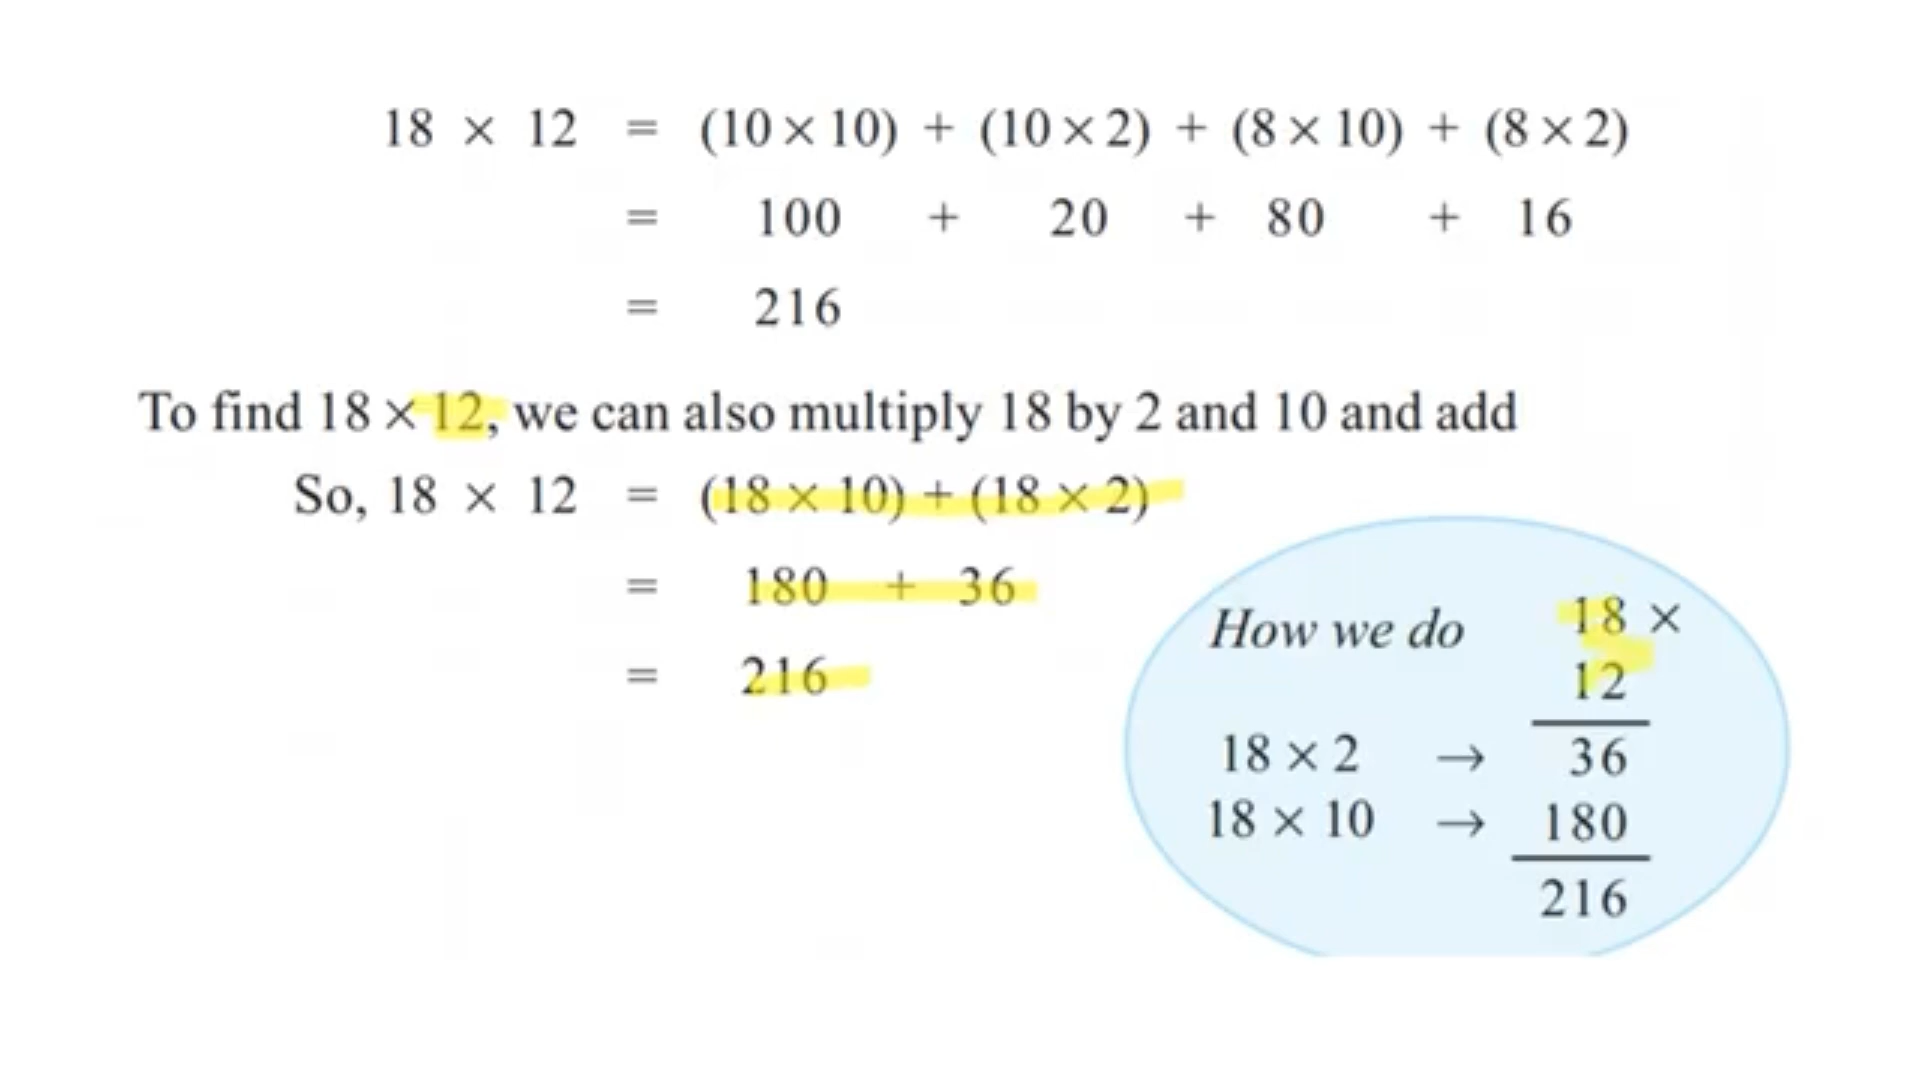 18 × 12 = (10 × 10) + (10 × 2) + (8 × 10) + (8 × 2)
= 100 + 20 + 80 + 16
= 216
To find 18 × 12, we can also multiply 18 by 2 and 10 and add
So, 18 × 12 = (18 × 10) + (18 × 2)
= 180 + 36
= 216
How we do 18 ×
12
18 × 2 → 36
18 × 10 → 180
216